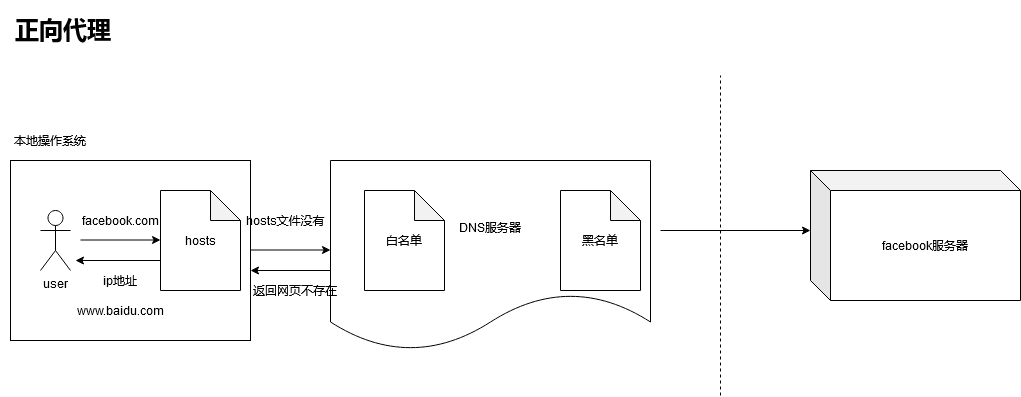 正向代理
本地操作系统
facebook.com
hosts
ip地址
user
www.baidu.com
hosts文件没有
返回网页不存在
白名单
DNS服务器
黑名单
facebook服务器